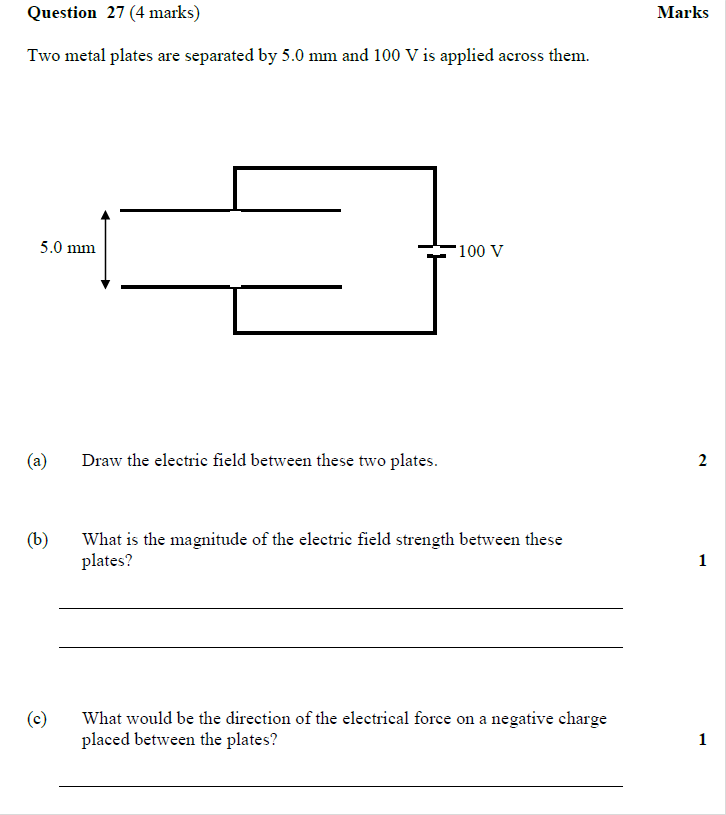 Question 27 (4 marks) Marks
Two metal plates are separated by 5.0 mm and 100 V is applied across them.
5.0 mm
100 V
(a) Draw the electric field between these two plates. 2
(b) What is the magnitude of the electric field strength between these
plates? 1
(c) What would be the direction of the electrical force on a negative charge
placed between the plates? 1